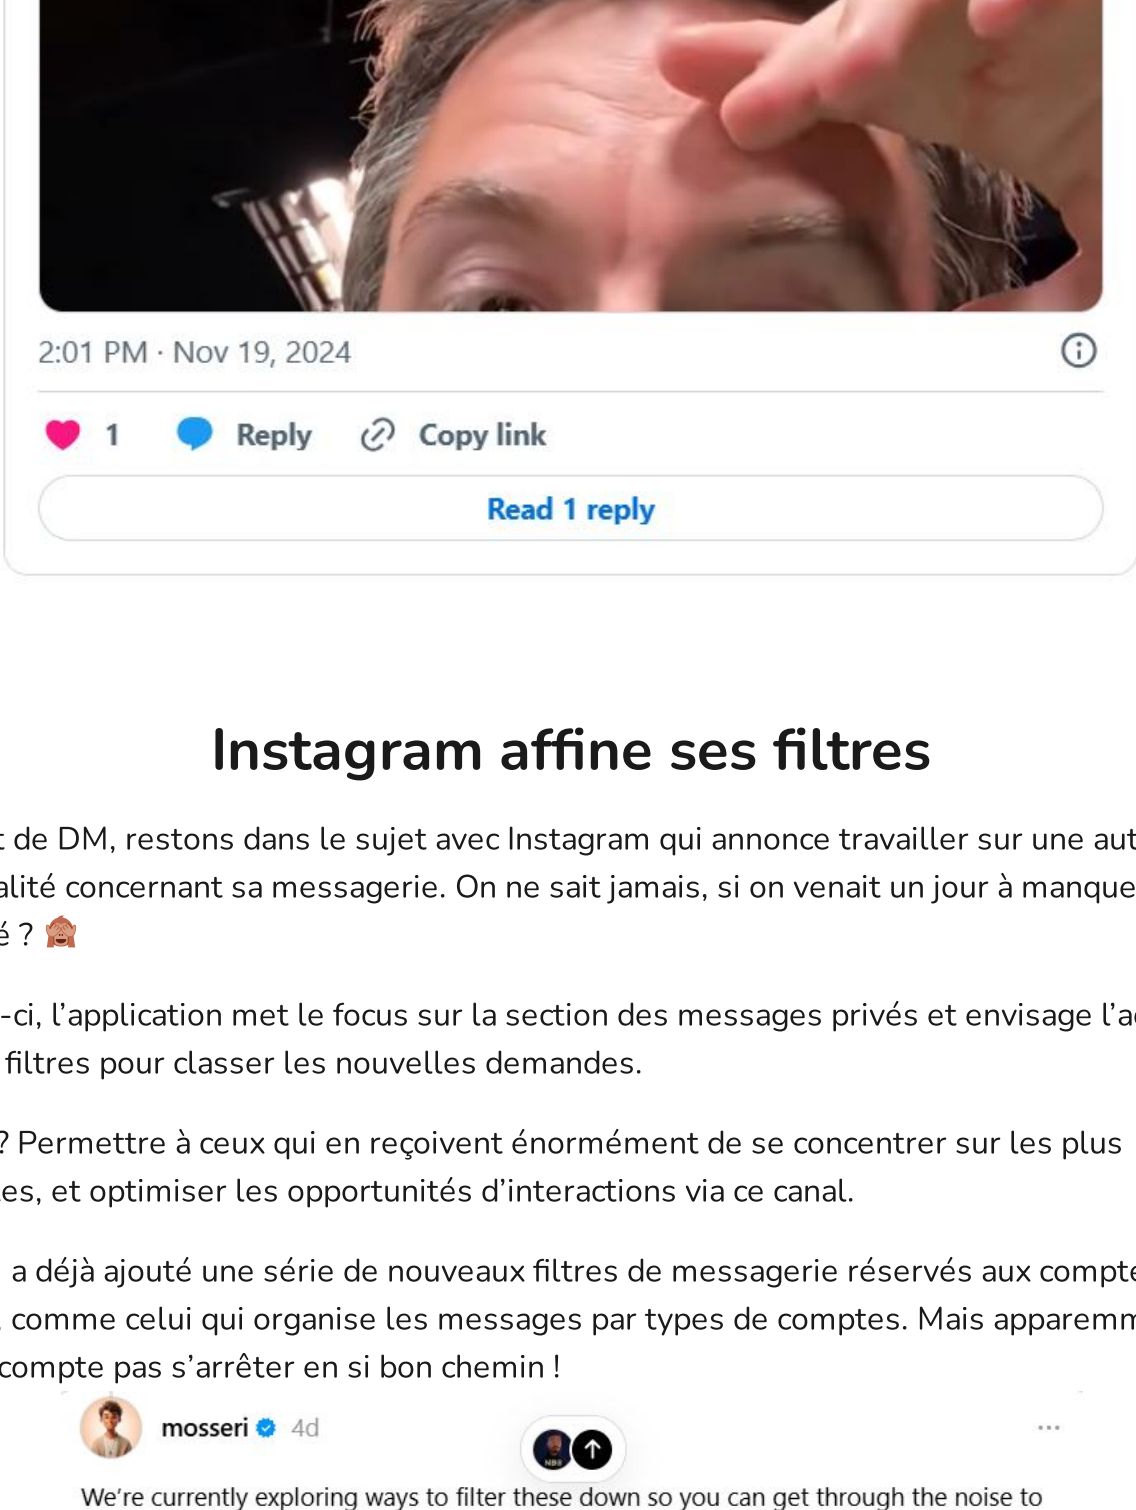 2:01 PM · Nov 19, 2024
1 Reply Copy link
Read 1 reply
Instagram affine ses filtres
t de DM, restons dans le sujet avec Instagram qui annonce travailler sur une aut
alité concernant sa messagerie. On ne sait jamais, si on venait un jour à manque
é ? 🙈
-ci, l’application met le focus sur la section des messages privés et envisage l’a
filtres pour classer les nouvelles demandes.
? Permettre à ceux qui en reçoivent énormément de se concentrer sur les plus
es, et optimiser les opportunités d’interactions via ce canal.
a déjà ajouté une série de nouveaux filtres de messagerie réservés aux compte
, comme celui qui organise les messages par types de comptes. Mais apparemm
compte pas s’arrêter en si bon chemin !
mosseri 4d
We’re currently exploring ways to filter these down so you can get through the noise to